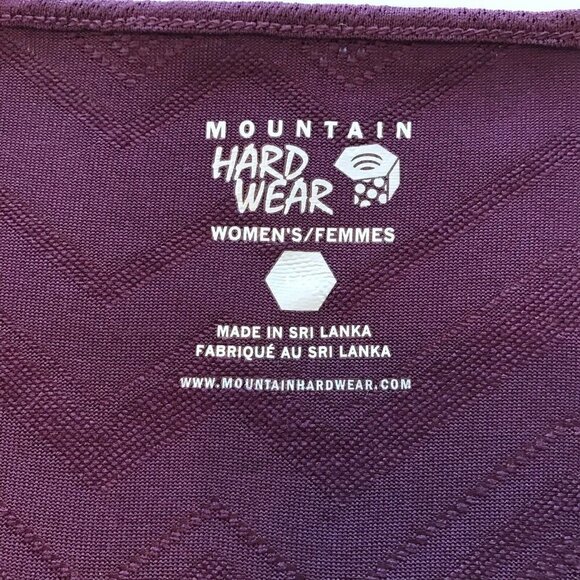 MOUNTAIN
HARD
WEAR
WOMEN'S/FEMMES
MADE IN SRI LANKA
FABRIQUÉ AU SRI LANKA
WWW.MOUNTAINHARDWEAR.COM